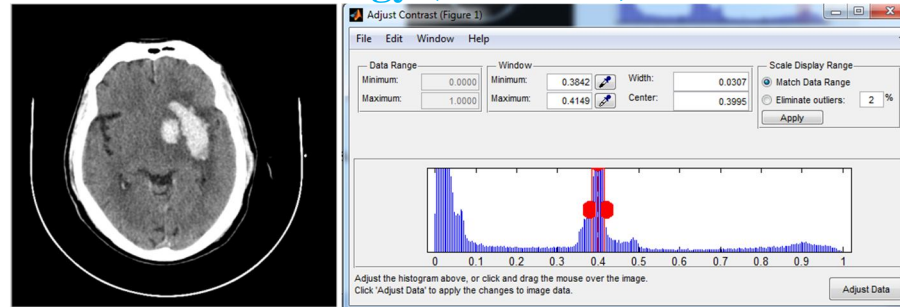 Adjust Contrast (Figure 1)
File Edit Window Help
Data Range
Minimum: 0.0000
Maximum: 1.0000
Window
Minimum: 0.3842
Maximum: 0.4149
Width: 0.0307
Center: 0.3995
Scale Display Range
Match Data Range
Eliminate outliers: 2 %
Apply
0 0.1 0.2 0.3 0.4 0.5 0.6 0.7 0.8 0.9 1
Adjust the histogram above, or click and drag the mouse over the image.
Click 'Adjust Data' to apply the changes to image data.
Adjust Data